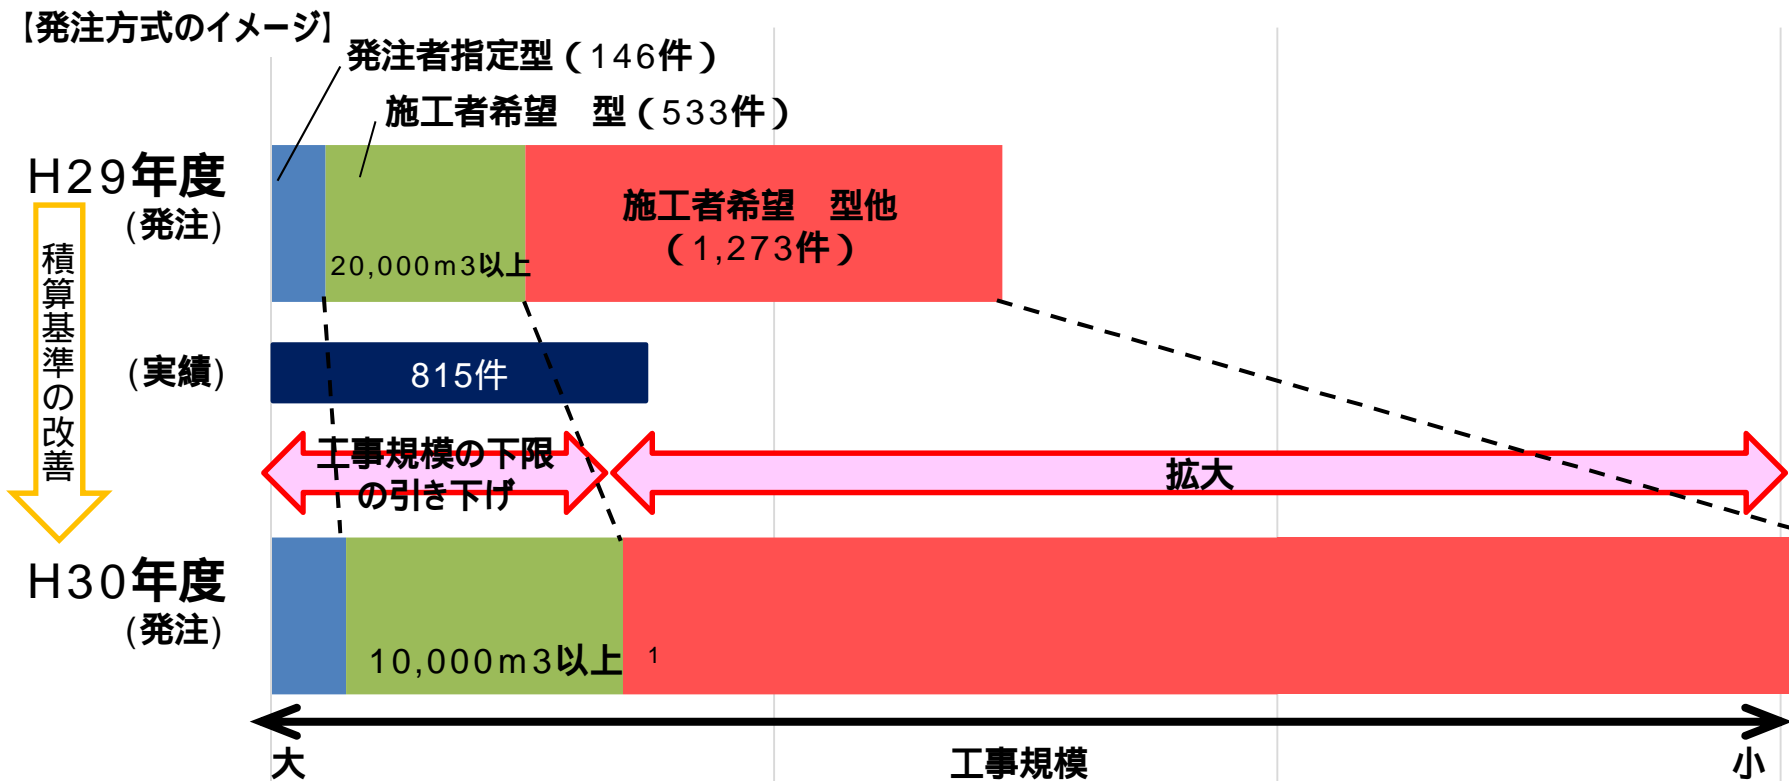 【発注方式のイメージ】
発注者指定型(146件)
施工者希望　型(533件)
H29年度
(発注)
20,000m3以上
施工者希望　型他
(1,273件)
積算基準の改善
(実績)
815件
工事規模の下限
の引き下げ
拡大
H30年度
(発注)
10,000m3以上 1
大
工事規模
小